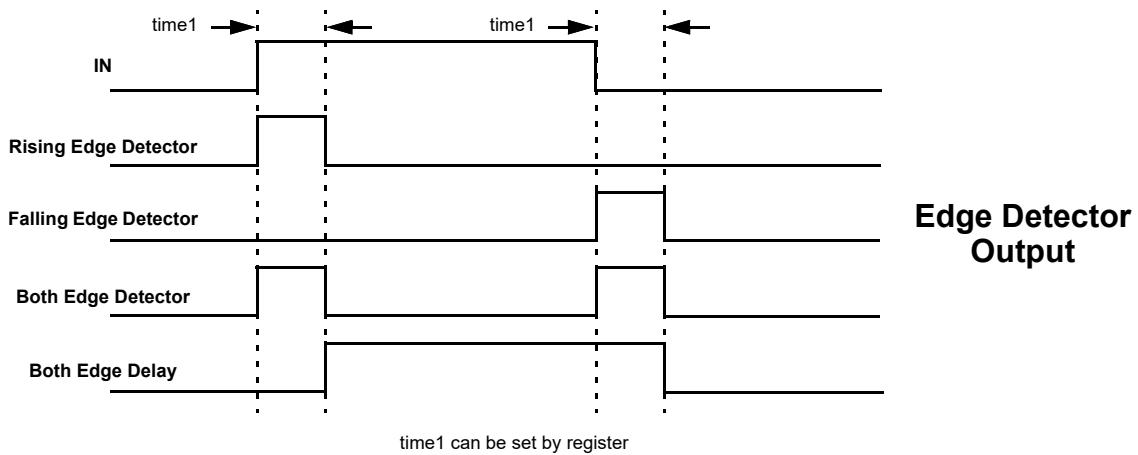 time1
time1
IN
Rising Edge Detector
Falling Edge Detector
Edge Detector
Output
Both Edge Detector
Both Edge Delay
time1 can be set by register